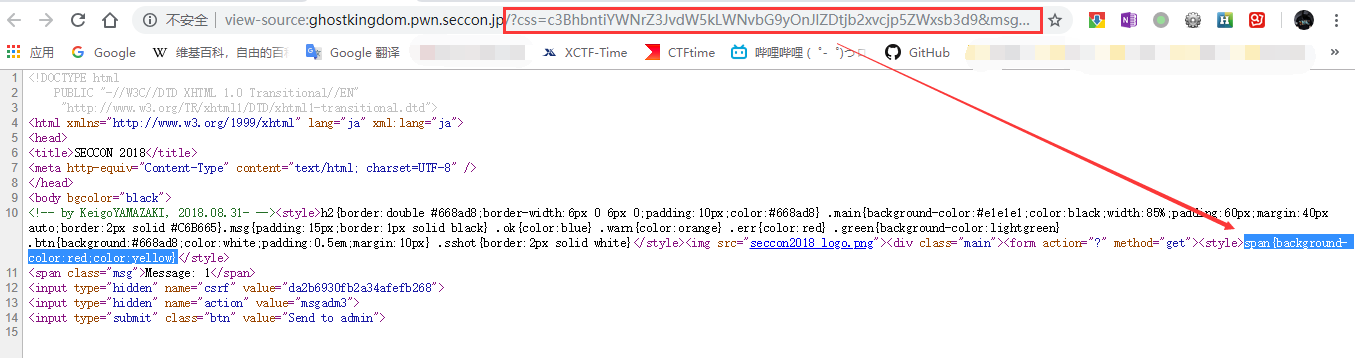 不安全 | view-source:ghostkingdom.pwn.seccon.jp/?css=c3BhbntiYWNrZ3JvdW5kLWNvbG9yOnJlZDtjb2xvcjp5ZWxsb3d9&msg...
应用 Google 维基百科，自由的百 Google 翻译 XCTF-Time CTFtime 哔哩哔哩 ( ゜- ゜)つロ GitHub »
1 <!DOCTYPE html
2 PUBLIC "-//W3C//DTD XHTML 1.0 Transitional//EN"
3 "http://www.w3.org/TR/xhtml1/DTD/xhtml1-transitional.dtd">
4 <html xmlns="http://www.w3.org/1999/xhtml" lang="ja" xml:lang="ja">
5 <head>
6 <title>SECCON 2018</title>
7 <meta http-equiv="Content-Type" content="text/html; charset=UTF-8" />
8 </head>
9 <body bgcolor="black">
10 <!-- by KeigoYAMAZAKI, 2018.08.31- --><style>h2{border:double #668ad8;border-width:6px 0 6px 0;padding:10px;color:#668ad8} .main{background-color:#e1e1e1;color:black;width:85%;padding:60px;margin:40px
auto;border:2px solid #C6B665}.msg{padding:15px;border:1px solid black} .ok{color:blue} .warn{color:orange} .err{color:red} .green{background-color:lightgreen}
.btn{background:#668ad8;color:white;padding:0.5em;margin:10px} .sshot{border:2px solid white}</style><img src="seccon2018_logo.png"><div class="main"><form action="?" method="get"><style>span{background-
color:red;color:yellow}</style>
11 <span class="msg">Message: 1</span>
12 <input type="hidden" name="csrf" value="da2b6930fb2a34afefb268">
13 <input type="hidden" name="action" value="msgadm3">
14 <input type="submit" class="btn" value="Send to admin">
15